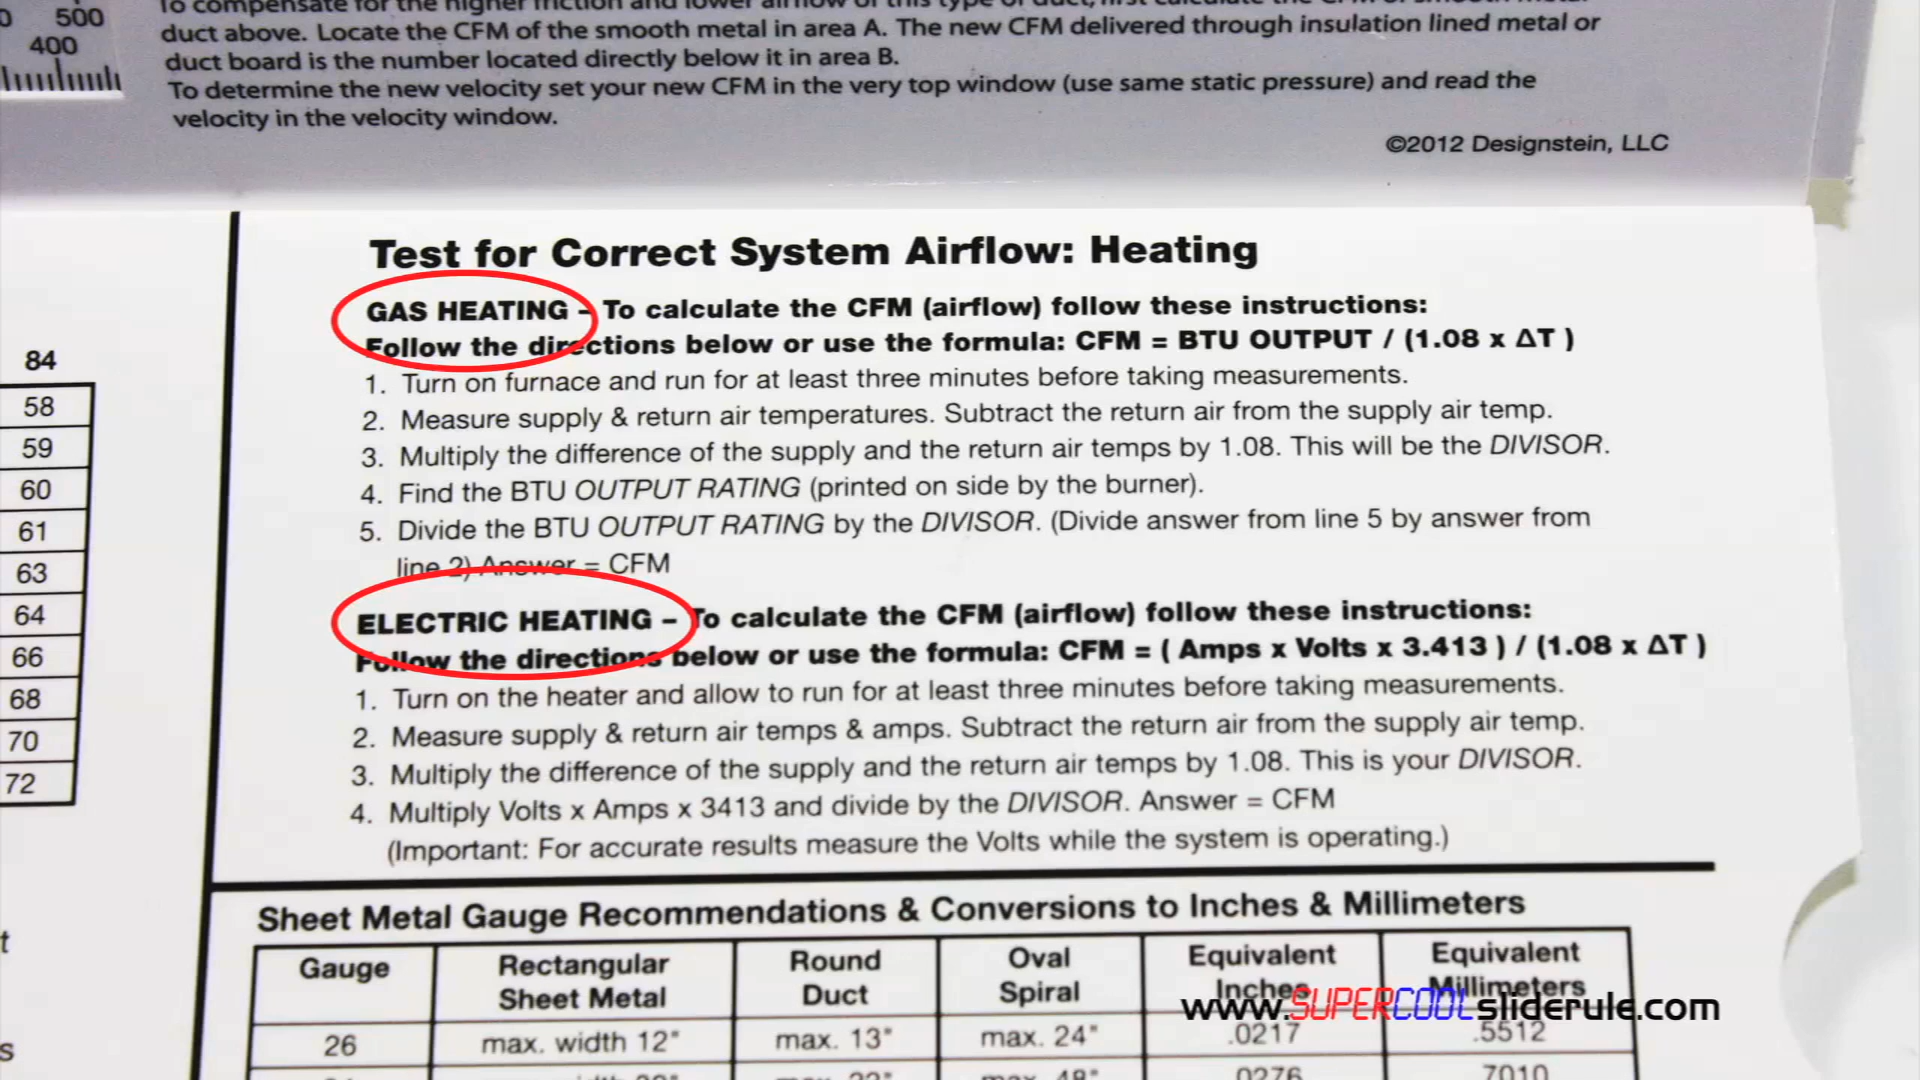 500
400
duct above. Locate the CFM of the smooth metal in area A. The new CFM delivered through insulation lined metal or
duct board is the number located directly below it in area B.
To determine the new velocity set your new CFM in the very top window (use same static pressure) and read the
velocity in the velocity window.
©2012 Designstein, LLC
84
58
59
60
61
63
64
66
68
70
72
Test for Correct System Airflow: Heating
GAS HEATING – To calculate the CFM (airflow) follow these instructions:
Follow the directions below or use the formula: CFM = BTU OUTPUT / (1.08 x ΔT )
1. Turn on furnace and run for at least three minutes before taking measurements.
2. Measure supply & return air temperatures. Subtract the return air from the supply air temp.
3. Multiply the difference of the supply and the return air temps by 1.08. This will be the DIVISOR.
4. Find the BTU OUTPUT RATING (printed on side by the burner).
5. Divide the BTU OUTPUT RATING by the DIVISOR. (Divide answer from line 5 by answer from
line 2) Answer = CFM
ELECTRIC HEATING – To calculate the CFM (airflow) follow these instructions:
Follow the directions below or use the formula: CFM = ( Amps x Volts x 3.413 ) / (1.08 x ΔT )
1. Turn on the heater and allow to run for at least three minutes before taking measurements.
2. Measure supply & return air temps & amps. Subtract the return air from the supply air temp.
3. Multiply the difference of the supply and the return air temps by 1.08. This is your DIVISOR.
4. Multiply Volts x Amps x 3413 and divide by the DIVISOR. Answer = CFM
(Important: For accurate results measure the Volts while the system is operating.)
Sheet Metal Gauge Recommendations & Conversions to Inches & Millimeters
Gauge Rectangular Sheet Metal Round Duct Oval Spiral Equivalent Inches Equivalent Millimeters
26 max. width 12" max. 13" max. 24" .0217 .5512
.0276 .7010
www.SUPERCOOLsliderule.com